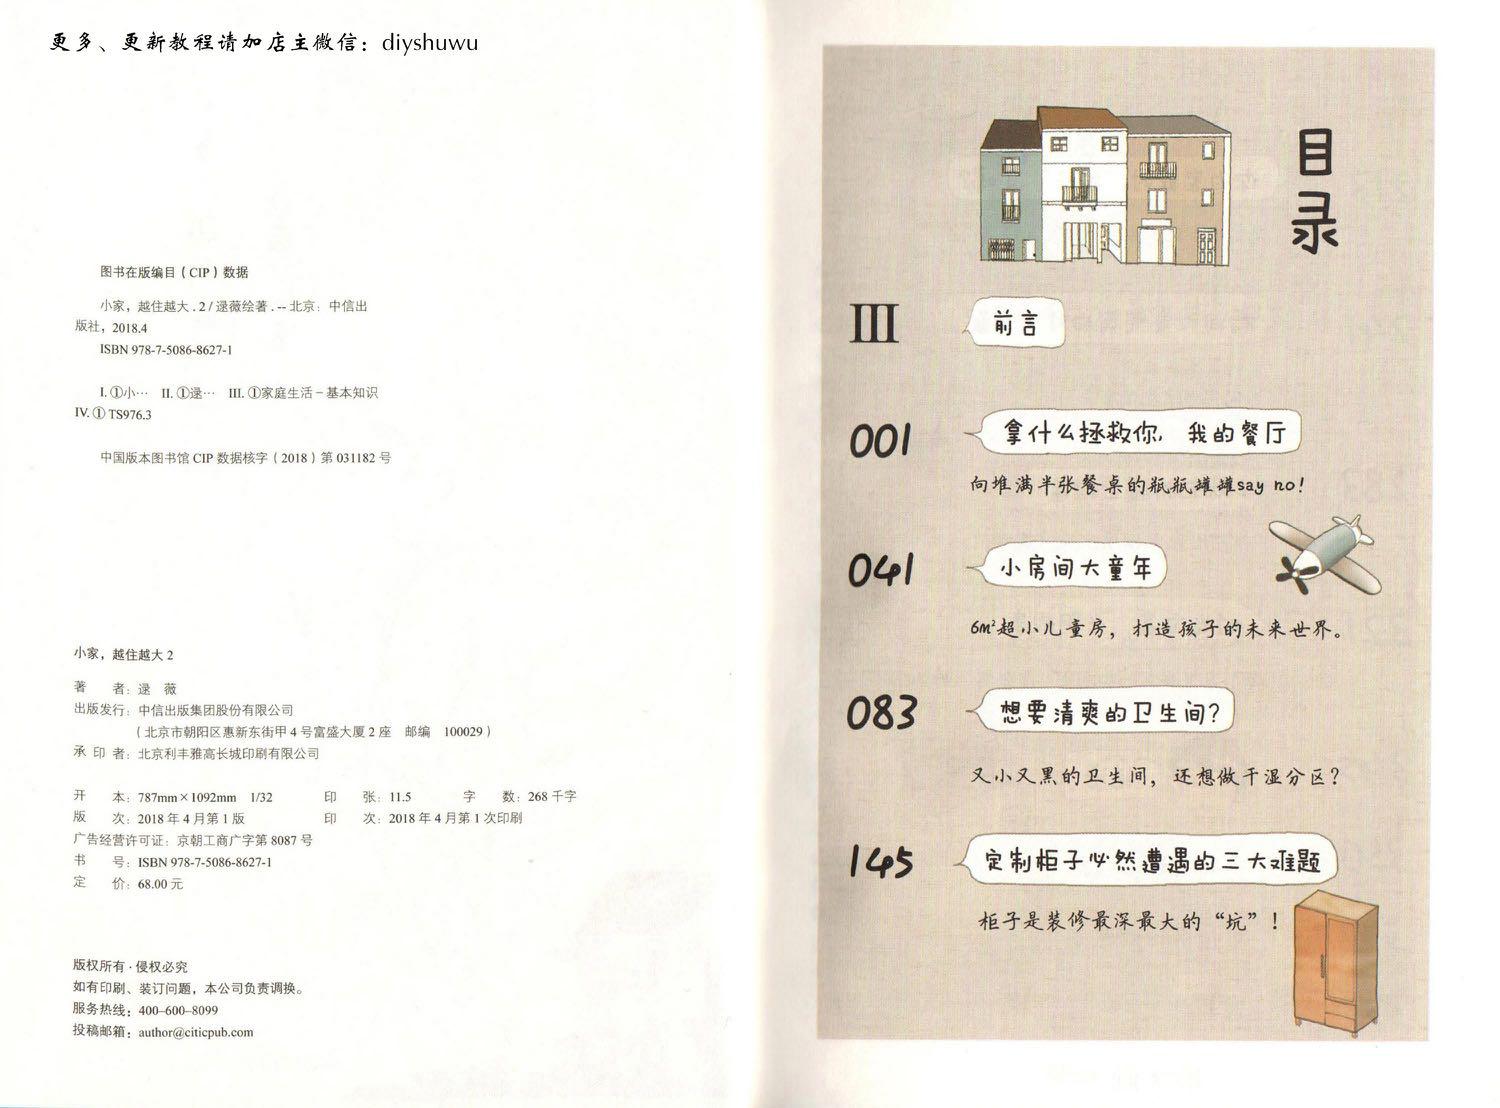 更多、更新教程请加店主微信：diyshuwu
图书在版编目（CIP）数据
小家，越住越大.2 / 逯薇绘著. -- 北京：中信出
版社，2018.4
ISBN 978-7-5086-8627-1
I.①小… II.①逯… III.①家庭生活－基本知识
IV.① TS976.3
中国版本图书馆 CIP 数据核字（2018）第 031182 号
小家，越住越大 2
著 者：逯 薇
出版发行：中信出版集团股份有限公司
（北京市朝阳区惠新东街甲 4 号富盛大厦 2 座 邮编 100029）
承 印 者：北京利丰雅高长城印刷有限公司
开 本：787mm×1092mm 1/32 印 张：11.5 字 数：268 千字
版 次：2018 年 4 月第 1 版 印 次：2018 年 4 月第 1 次印刷
广告经营许可证：京朝工商广字第 8087 号
书 号：ISBN 978-7-5086-8627-1
定 价：68.00 元
版权所有·侵权必究
如有印刷、装订问题，本公司负责调换。
服务热线：400-600-8099
投稿邮箱：author@citicpub.com
目录
III 前言
001 拿什么拯救你，我的餐厅
向堆满半张餐桌的瓶瓶罐罐say no！
041 小房间大童年
6m²超小儿童房，打造孩子的未来世界。
083 想要清爽的卫生间？
又小又黑的卫生间，还想做干湿分区？
145 定制柜子必然遭遇的三大难题
柜子是装修最深最大的“坑”！